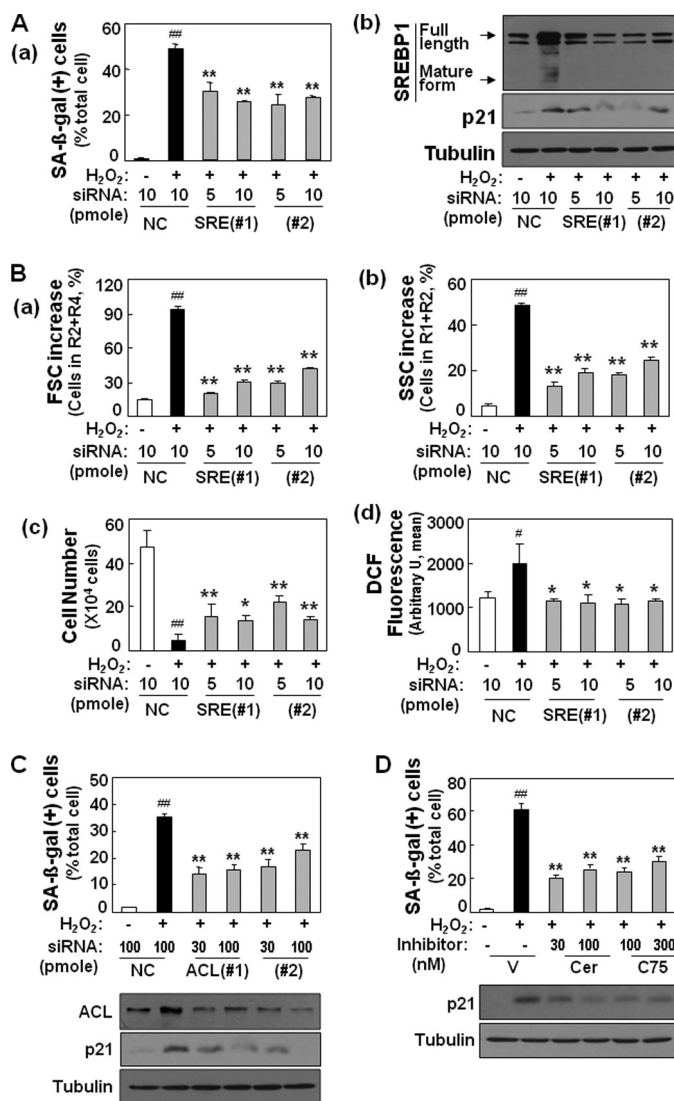 A
(a)
SA-ß-gal (+) cells
(% total cell)
60
40
20
0
##
** ** ** **
H2O2: - + + + + +
siRNA: 10 10 5 10 5 10
(pmole) NC SRE(#1) (#2)
(b)
SREBP1
Full length
Mature form
p21
Tubulin
H2O2: - + + + + +
siRNA: 10 10 5 10 5 10
(pmole) NC SRE(#1) (#2)
B
(a)
FSC increase
(Cells in R2+R4, %)
120
90
60
30
0
##
** ** ** **
H2O2: - + + + + +
siRNA: 10 10 5 10 5 10
(pmole) NC SRE(#1) (#2)
(b)
SSC increase
(Cells in R1+R2, %)
60
40
20
0
##
** ** ** **
H2O2: - + + + + +
siRNA: 10 10 5 10 5 10
(pmole) NC SRE(#1) (#2)
(c)
Cell Number
(X10⁴ cells)
60
40
20
0
##
** * ** **
H2O2: - + + + + +
siRNA: 10 10 5 10 5 10
(pmole) NC SRE(#1) (#2)
(d)
DCF
Fluorescence
(Arbitrary U, mean)
3000
2000
1000
0
#
* * * *
H2O2: - + + + + +
siRNA: 10 10 5 10 5 10
(pmole) NC SRE(#1) (#2)
C
SA-ß-gal (+) cells
(% total cell)
50
40
30
20
10
0
##
** ** ** **
H2O2: - + + + + +
siRNA: 100 100 30 100 30 100
(pmole) NC ACL(#1) (#2)
ACL
p21
Tubulin
D
SA-ß-gal (+) cells
(% total cell)
80
60
40
20
0
##
** ** ** **
H2O2: - + + + + +
Inhibitor: - - 30 100 100 300
(nM) V Cer C75
p21
Tubulin